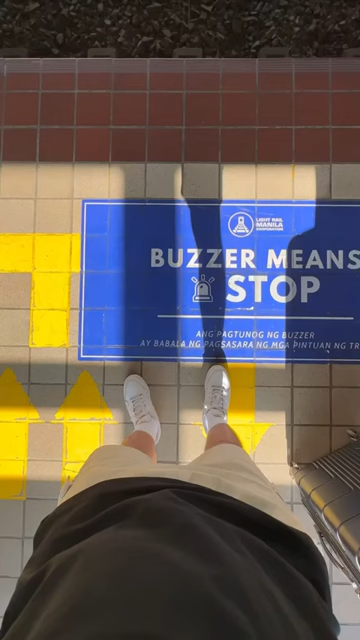 LIGHT RAIL
MANILA
CORPORATION
BUZZER MEANS
STOP
ANG PAGTUNOG NG BUZZER
AY BABALA NG PAGSASARA NG MGA PINTUAN NG TR